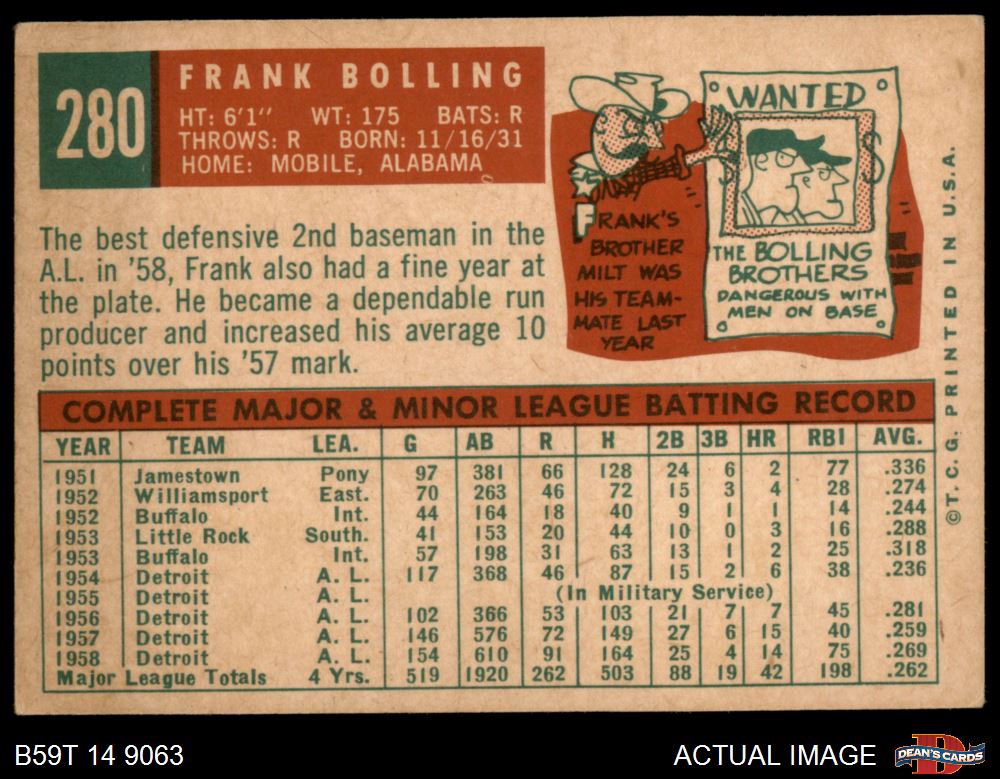 280
FRANK BOLLING
HT: 6'1" WT: 175 BATS: R
THROWS: R BORN: 11/16/31
HOME: MOBILE, ALABAMA
The best defensive 2nd baseman in the
A.L. in '58, Frank also had a fine year at
the plate. He became a dependable run
producer and increased his average 10
points over his '57 mark.
FRANK'S
BROTHER
MILT WAS
HIS TEAM-
MATE LAST
YEAR
WANTED
$ $
THE BOLLING
BROTHERS
DANGEROUS WITH
MEN ON BASE
©T.C.G. PRINTED IN U.S.A.
COMPLETE MAJOR & MINOR LEAGUE BATTING RECORD
YEAR TEAM LEA. G AB R H 2B 3B HR RBI AVG.
1951 Jamestown Pony 97 381 66 128 24 6 2 77 .336
1952 Williamsport East. 70 263 46 72 15 3 4 28 .274
1952 Buffalo Int. 44 164 18 40 9 1 1 14 .244
1953 Little Rock South. 41 153 20 44 10 0 3 16 .288
1953 Buffalo Int. 57 198 31 63 13 1 2 25 .318
1954 Detroit A. L. 117 368 46 87 15 2 6 38 .236
1955 Detroit A. L. (In Military Service)
1956 Detroit A. L. 102 366 53 103 21 7 7 45 .281
1957 Detroit A. L. 146 576 72 149 27 6 15 40 .259
1958 Detroit A. L. 154 610 91 164 25 4 14 75 .269
Major League Totals 4 Yrs. 519 1920 262 503 88 19 42 198 .262
B59T 14 9063
ACTUAL IMAGE
D
DEAN'S CARDS